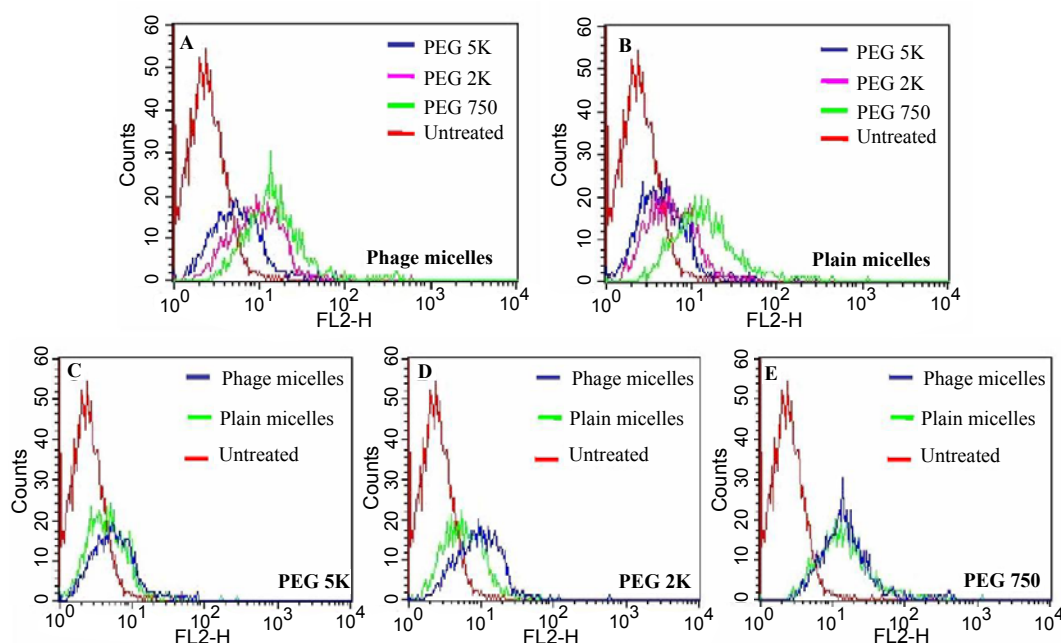 A
PEG 5K
PEG 2K
PEG 750
Untreated
Phage micelles
Counts
60
50
40
30
20
10
0
10^0
10^1
10^2
10^3
10^4
FL2-H
B
PEG 5K
PEG 2K
PEG 750
Untreated
Plain micelles
Counts
60
50
40
30
20
10
0
10^0
10^1
10^2
10^3
10^4
FL2-H
C
Phage micelles
Plain micelles
Untreated
PEG 5K
Counts
60
50
40
30
20
10
0
10^0
10^1
10^2
10^3
10^4
FL2-H
D
Phage micelles
Plain micelles
Untreated
PEG 2K
Counts
60
50
40
30
20
10
0
10^0
10^1
10^2
10^3
10^4
FL2-H
E
Phage micelles
Plain micelles
Untreated
PEG 750
Counts
60
50
40
30
20
10
0
10^0
10^1
10^2
10^3
10^4
FL2-H